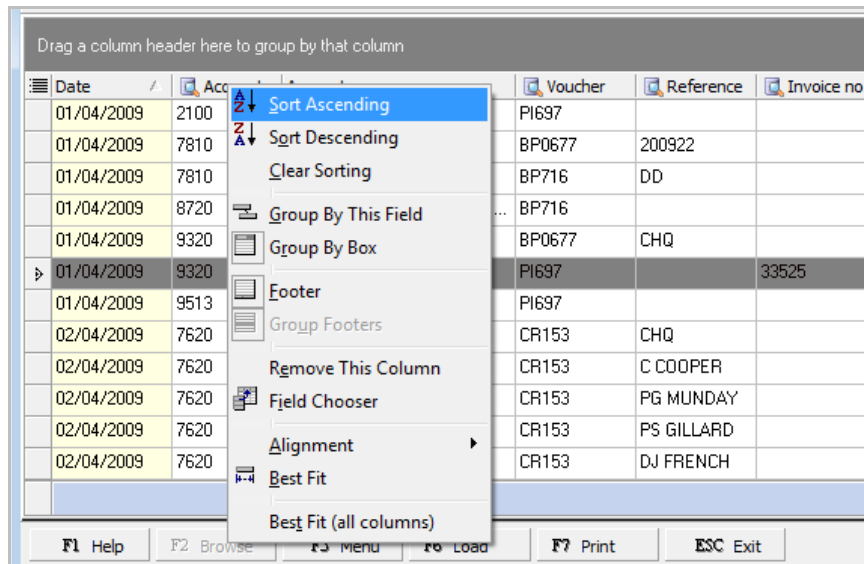 Drag a column header here to group by that column
Date Voucher Reference Invoice no
01/04/2009 2100 PI697
01/04/2009 7810 BP0677 200922
01/04/2009 7810 BP716 DD
01/04/2009 8720 ... BP716
01/04/2009 9320 BP0677 CHQ
01/04/2009 9320 PI697 33525
01/04/2009 9513 PI697
02/04/2009 7620 CR153 CHQ
02/04/2009 7620 CR153 C COOPER
02/04/2009 7620 CR153 PG MUNDAY
02/04/2009 7620 CR153 PS GILLARD
02/04/2009 7620 CR153 DJ FRENCH
Sort Ascending
Sort Descending
Clear Sorting
Group By This Field
Group By Box
Footer
Group Footers
Remove This Column
Field Chooser
Alignment
Best Fit
Best Fit (all columns)
F1 Help F2 Browse F3 Menu F6 Load F7 Print ESC Exit